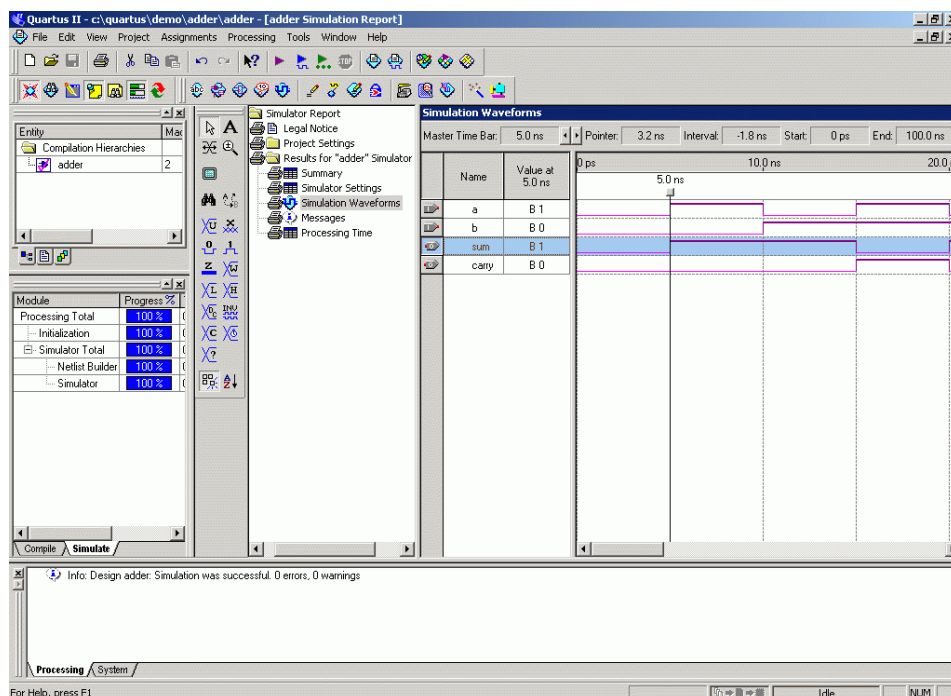 Quartus II - c:\quartus\demo\adder\adder - [adder Simulation Report]
File Edit View Project Assignments Processing Tools Window Help
Entity
Compilation Hierarchies
adder 2
Module Progress %
Processing Total 100 %
Initialization 100 %
Simulator Total 100 %
Netlist Builder 100 %
Simulator 100 %
Compile Simulate
Simulator Report
Legal Notice
Project Settings
Results for "adder" Simulator
Summary
Simulator Settings
Simulation Waveforms
Messages
Processing Time
Simulation Waveforms
Master Time Bar: 5.0 ns Pointer: 3.2 ns Interval: -1.8 ns Start: 0 ps End: 100.0 ns
Name Value at 5.0 ns
0 ps 10.0 ns 20.0
5.0 ns
a B 1
b B 0
sum B 1
carry B 0
Info: Design adder: Simulation was successful. 0 errors, 0 warnings
Processing System
For Help, press F1 Idle NUM